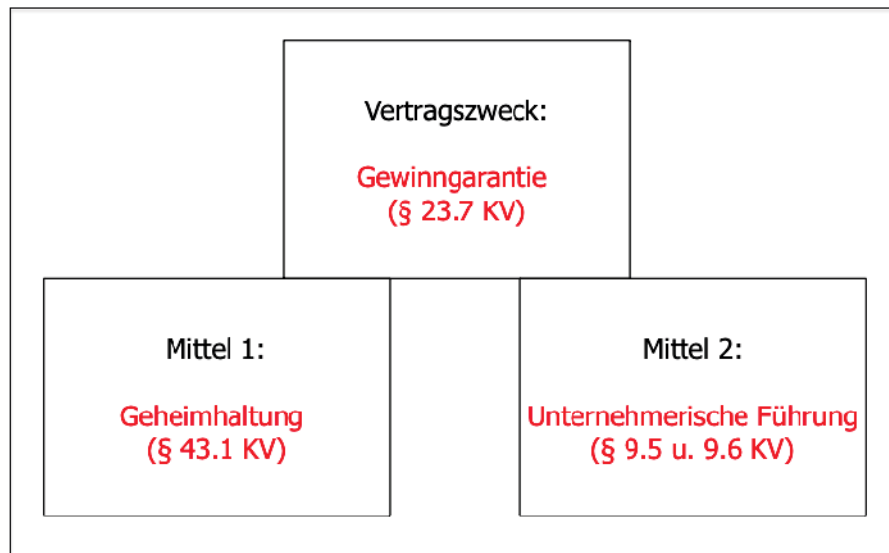 Vertragszweck:
Gewinngarantie
(§ 23.7 KV)
Mittel 1:
Geheimhaltung
(§ 43.1 KV)
Mittel 2:
Unternehmerische Führung
(§ 9.5 u. 9.6 KV)